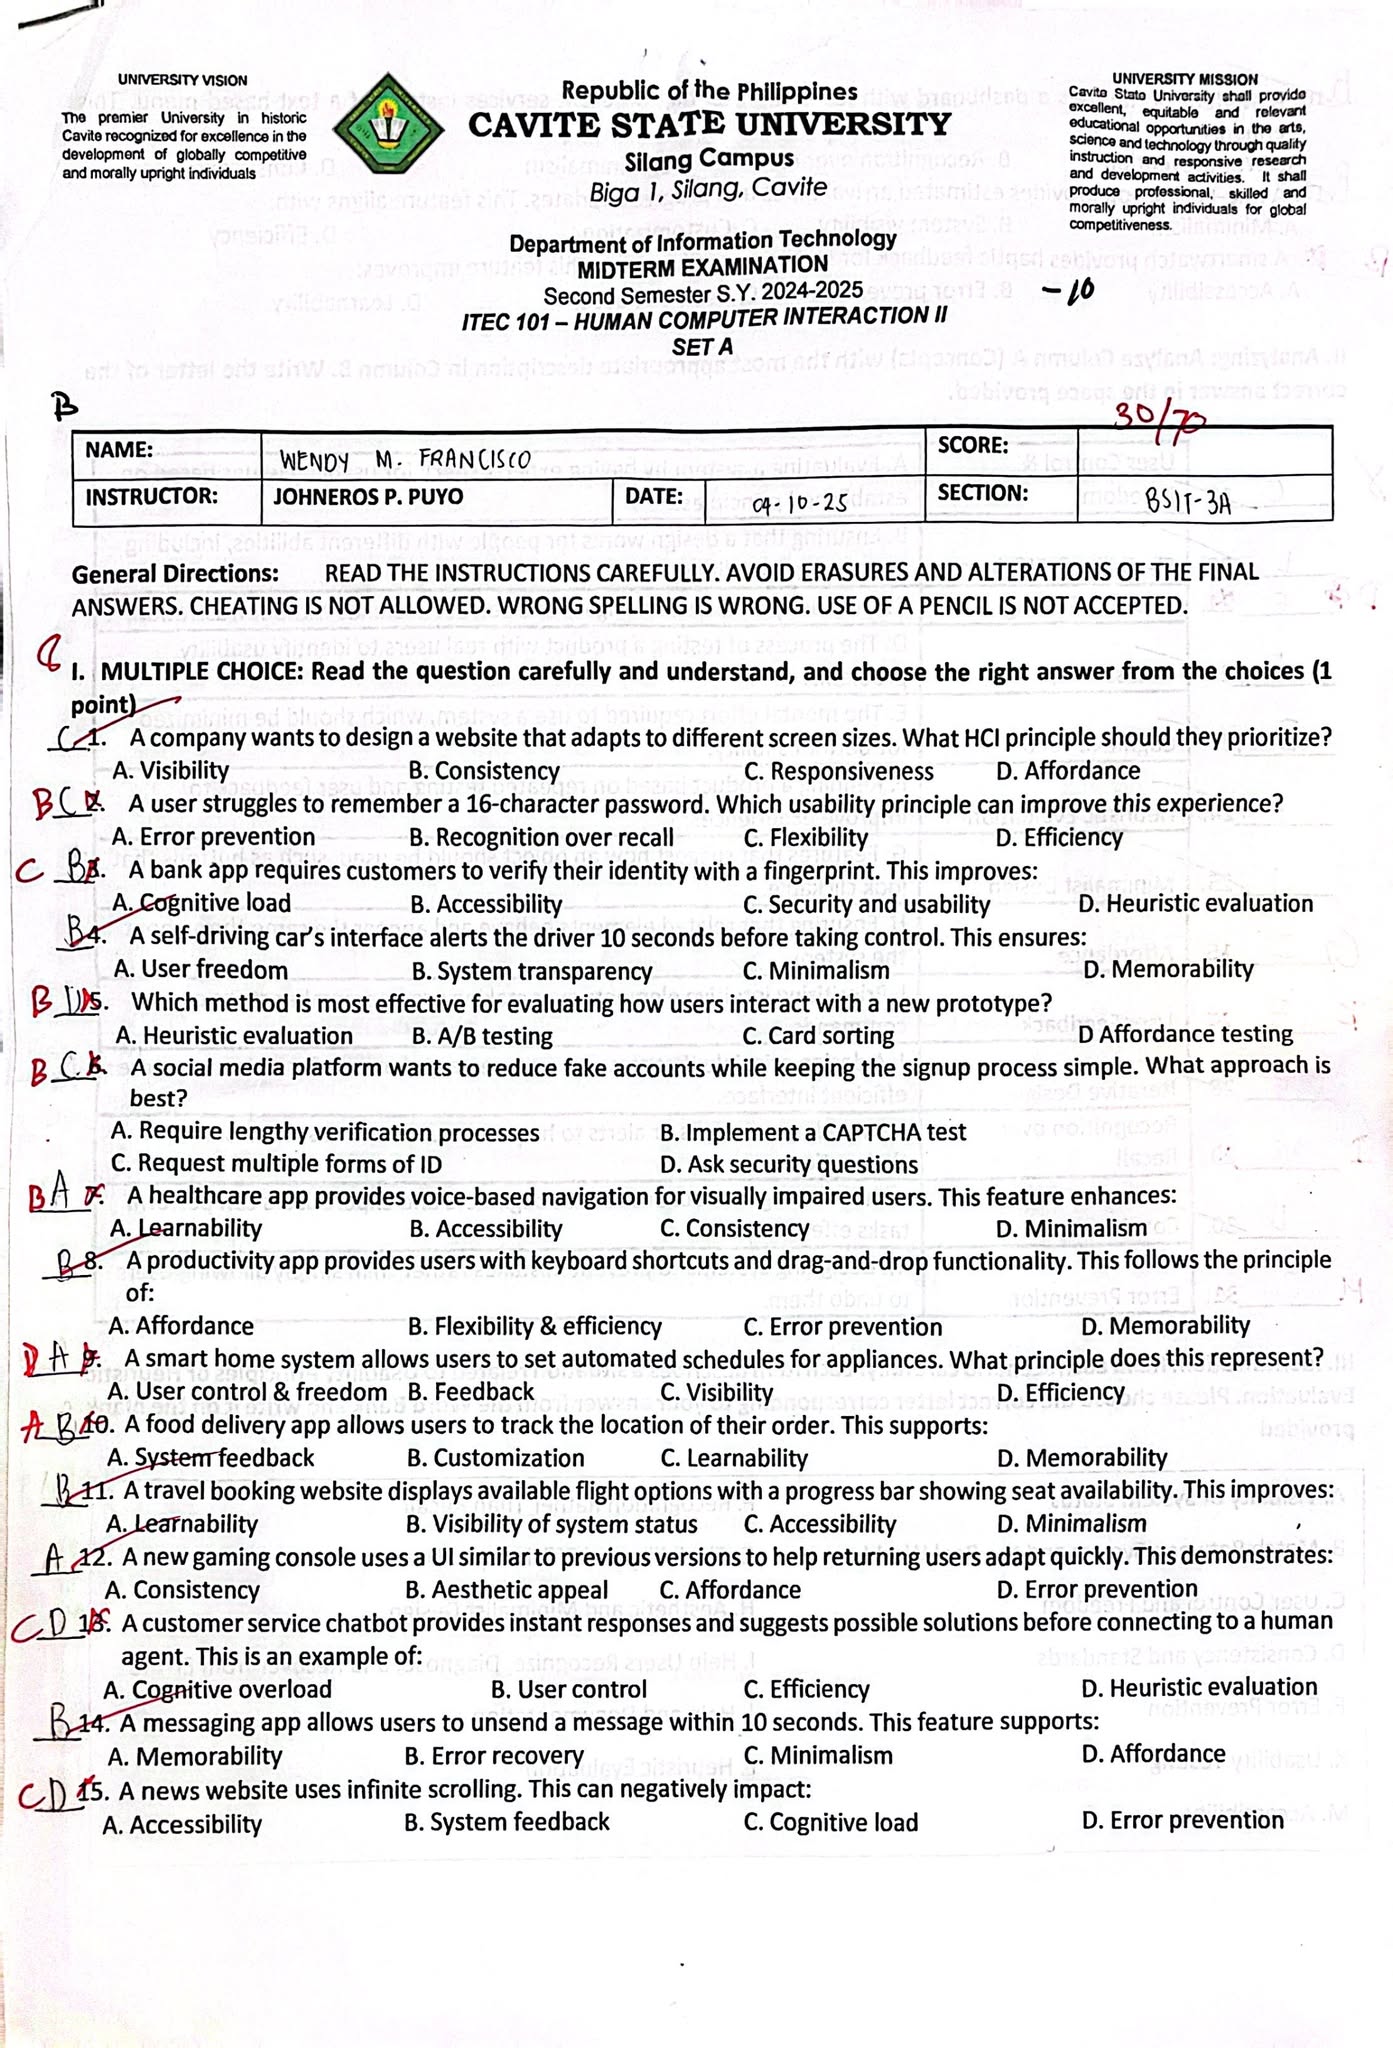 UNIVERSITY VISION
The premier University in historic
Cavite recognized for excellence in the
development of globally competitive
and morally upright individuals
Republic of the Philippines
CAVITE STATE UNIVERSITY
Silang Campus
Biga 1, Silang, Cavite
UNIVERSITY MISSION
Cavite State University shall provide
excellent, equitable and relevant
educational opportunities in the arts,
science and technology through quality
instruction and responsive research
and development activities. It shall
produce professional, skilled and
morally upright individuals for global
competitiveness.
Department of Information Technology
MIDTERM EXAMINATION
Second Semester S.Y. 2024-2025
-10
ITEC 101 – HUMAN COMPUTER INTERACTION II
SET A
B
30/70
NAME: WENDY M. FRANCISCO SCORE:
INSTRUCTOR: JOHNEROS P. PUYO DATE: 04-10-25 SECTION: BSIT-3A
General Directions: READ THE INSTRUCTIONS CAREFULLY. AVOID ERASURES AND ALTERATIONS OF THE FINAL
ANSWERS. CHEATING IS NOT ALLOWED. WRONG SPELLING IS WRONG. USE OF A PENCIL IS NOT ACCEPTED.
I. MULTIPLE CHOICE: Read the question carefully and understand, and choose the right answer from the choices (1
point)
C 1. A company wants to design a website that adapts to different screen sizes. What HCI principle should they prioritize?
A. Visibility B. Consistency C. Responsiveness D. Affordance
B C 2. A user struggles to remember a 16-character password. Which usability principle can improve this experience?
A. Error prevention B. Recognition over recall C. Flexibility D. Efficiency
C B 3. A bank app requires customers to verify their identity with a fingerprint. This improves:
A. Cognitive load B. Accessibility C. Security and usability D. Heuristic evaluation
B 4. A self-driving car's interface alerts the driver 10 seconds before taking control. This ensures:
A. User freedom B. System transparency C. Minimalism D. Memorability
B D 5. Which method is most effective for evaluating how users interact with a new prototype?
A. Heuristic evaluation B. A/B testing C. Card sorting D Affordance testing
B C 6. A social media platform wants to reduce fake accounts while keeping the signup process simple. What approach is
best?
A. Require lengthy verification processes B. Implement a CAPTCHA test
C. Request multiple forms of ID D. Ask security questions
B A 7. A healthcare app provides voice-based navigation for visually impaired users. This feature enhances:
A. Learnability B. Accessibility C. Consistency D. Minimalism
B 8. A productivity app provides users with keyboard shortcuts and drag-and-drop functionality. This follows the principle
of:
A. Affordance B. Flexibility & efficiency C. Error prevention D. Memorability
D A 9. A smart home system allows users to set automated schedules for appliances. What principle does this represent?
A. User control & freedom B. Feedback C. Visibility D. Efficiency
A B 10. A food delivery app allows users to track the location of their order. This supports:
A. System feedback B. Customization C. Learnability D. Memorability
B 11. A travel booking website displays available flight options with a progress bar showing seat availability. This improves:
A. Learnability B. Visibility of system status C. Accessibility D. Minimalism
A 12. A new gaming console uses a UI similar to previous versions to help returning users adapt quickly. This demonstrates:
A. Consistency B. Aesthetic appeal C. Affordance D. Error prevention
C D 13. A customer service chatbot provides instant responses and suggests possible solutions before connecting to a human
agent. This is an example of:
A. Cognitive overload B. User control C. Efficiency D. Heuristic evaluation
B 14. A messaging app allows users to unsend a message within 10 seconds. This feature supports:
A. Memorability B. Error recovery C. Minimalism D. Affordance
C D 15. A news website uses infinite scrolling. This can negatively impact:
A. Accessibility B. System feedback C. Cognitive load D. Error prevention